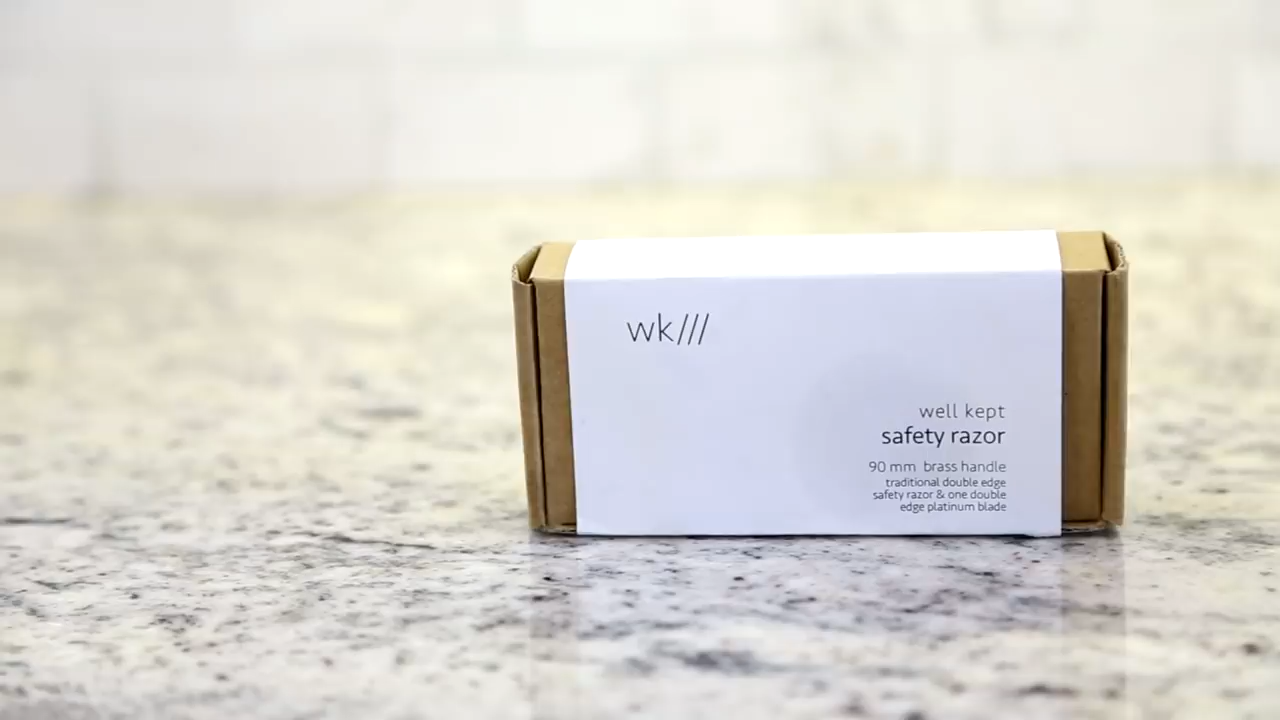 wk///
well kept
safety razor
90 mm brass handle
traditional double edge
safety razor & one double
edge platinum blade